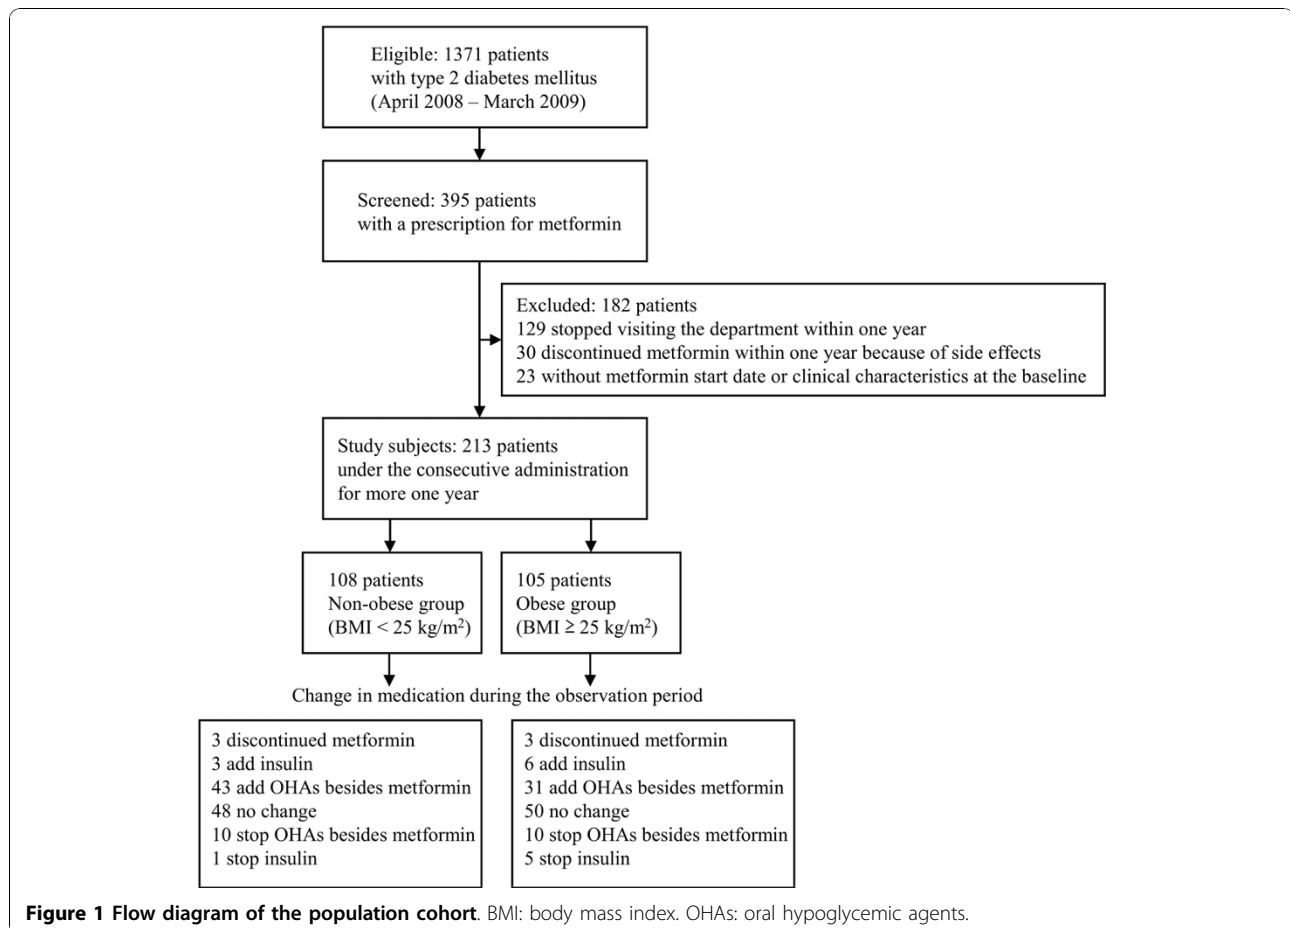 Eligible: 1371 patients
with type 2 diabetes mellitus
(April 2008 – March 2009)
Screened: 395 patients
with a prescription for metformin
Excluded: 182 patients
129 stopped visiting the department within one year
30 discontinued metformin within one year because of side effects
23 without metformin start date or clinical characteristics at the baseline
Study subjects: 213 patients
under the consecutive administration
for more one year
108 patients
Non-obese group
(BMI < 25 kg/m²)
105 patients
Obese group
(BMI ≥ 25 kg/m²)
Change in medication during the observation period
3 discontinued metformin
3 add insulin
43 add OHAs besides metformin
48 no change
10 stop OHAs besides metformin
1 stop insulin
3 discontinued metformin
6 add insulin
31 add OHAs besides metformin
50 no change
10 stop OHAs besides metformin
5 stop insulin
Figure 1 Flow diagram of the population cohort. BMI: body mass index. OHAs: oral hypoglycemic agents.